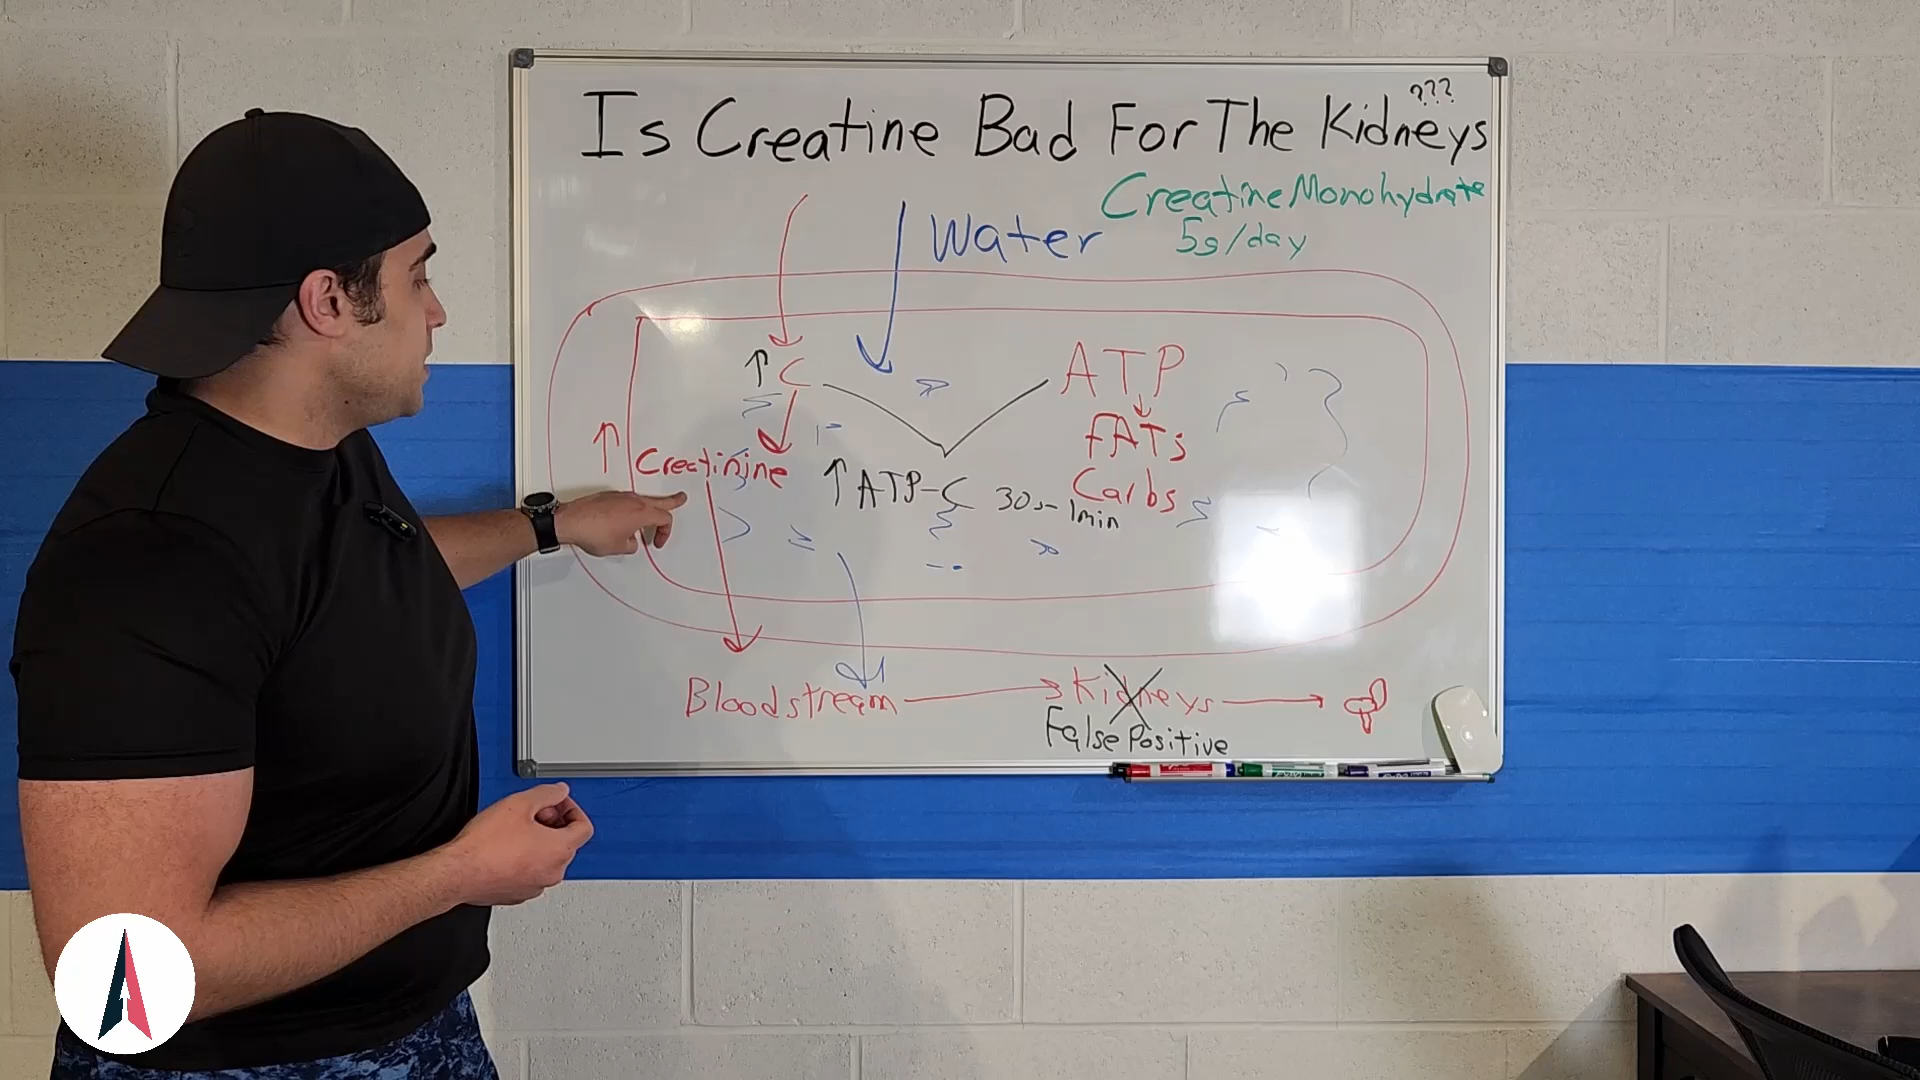 ???
Is Creatine Bad For The Kidneys
Creatine Monohydrate
5g/day
Water
↑ C
ATP
↑ Creatinine
FATs
Carbs
↑ ATP-C 30s-1min
Bloodstream → Kidneys →
False Positive